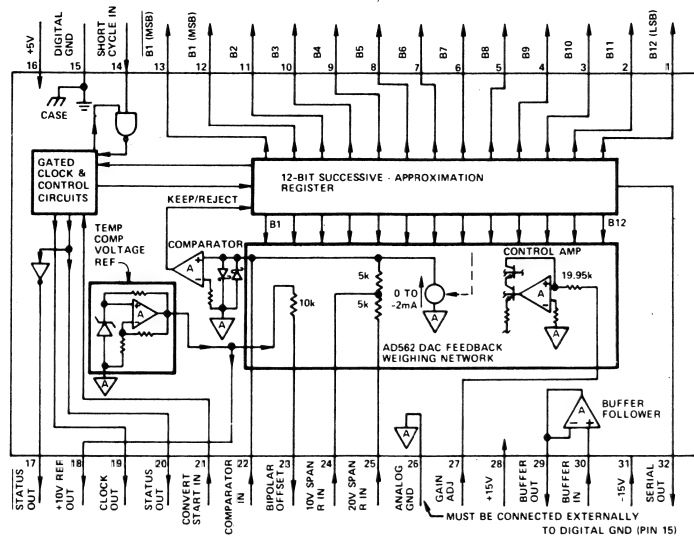 +5V
DIGITAL
GND
SHORT
CYCLE IN
B1 (MSB)
B1 (MSB)
B2
B3
B4
B5
B6
B7
B8
B9
B10
B11
B12 (LSB)
16
15
14
13
12
11
10
9
8
7
6
5
4
3
2
1
CASE
GATED
CLOCK &
CONTROL
CIRCUITS
12-BIT SUCCESSIVE - APPROXIMATION
REGISTER
KEEP/REJECT
B1
B12
TEMP
COMP
VOLTAGE
REF
COMPARATOR
CONTROL AMP
A
A
A
A
10k
5k
5k
0 TO
-2mA
A
A
19.95k
A
A
AD562 DAC FEEDBACK
WEIGHING NETWORK
A
A
BUFFER
FOLLOWER
17
18
19
20
21
22
23
24
25
26
27
28
29
30
31
32
STATUS
OUT
+10V REF
OUT
CLOCK
OUT
STATUS
OUT
CONVERT
START IN
COMPARATOR
IN
BIPOLAR
OFFSET
10V SPAN
R IN
20V SPAN
R IN
ANALOG
GND
GAIN
ADJ
+15V
BUFFER
OUT
BUFFER
IN
-15V
SERIAL
OUT
MUST BE CONNECTED EXTERNALLY
TO DIGITAL GND (PIN 15)